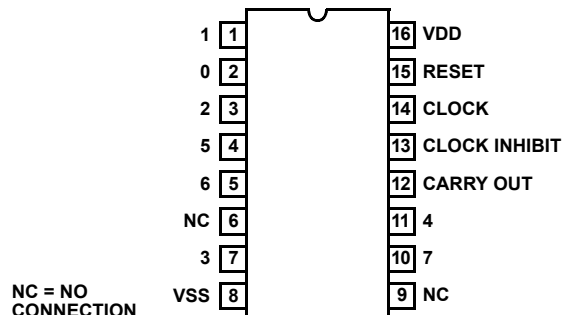 1 1 16 VDD
0 2 15 RESET
2 3 14 CLOCK
5 4 13 CLOCK INHIBIT
6 5 12 CARRY OUT
NC 6 11 4
3 7 10 7
VSS 8 9 NC
NC = NO
CONNECTION